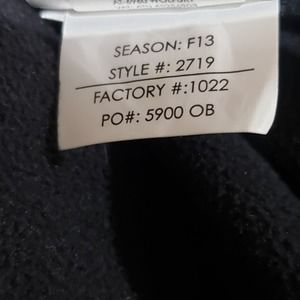 SEASON: F13
STYLE #: 2719
FACTORY #:1022
PO#: 5900 OB